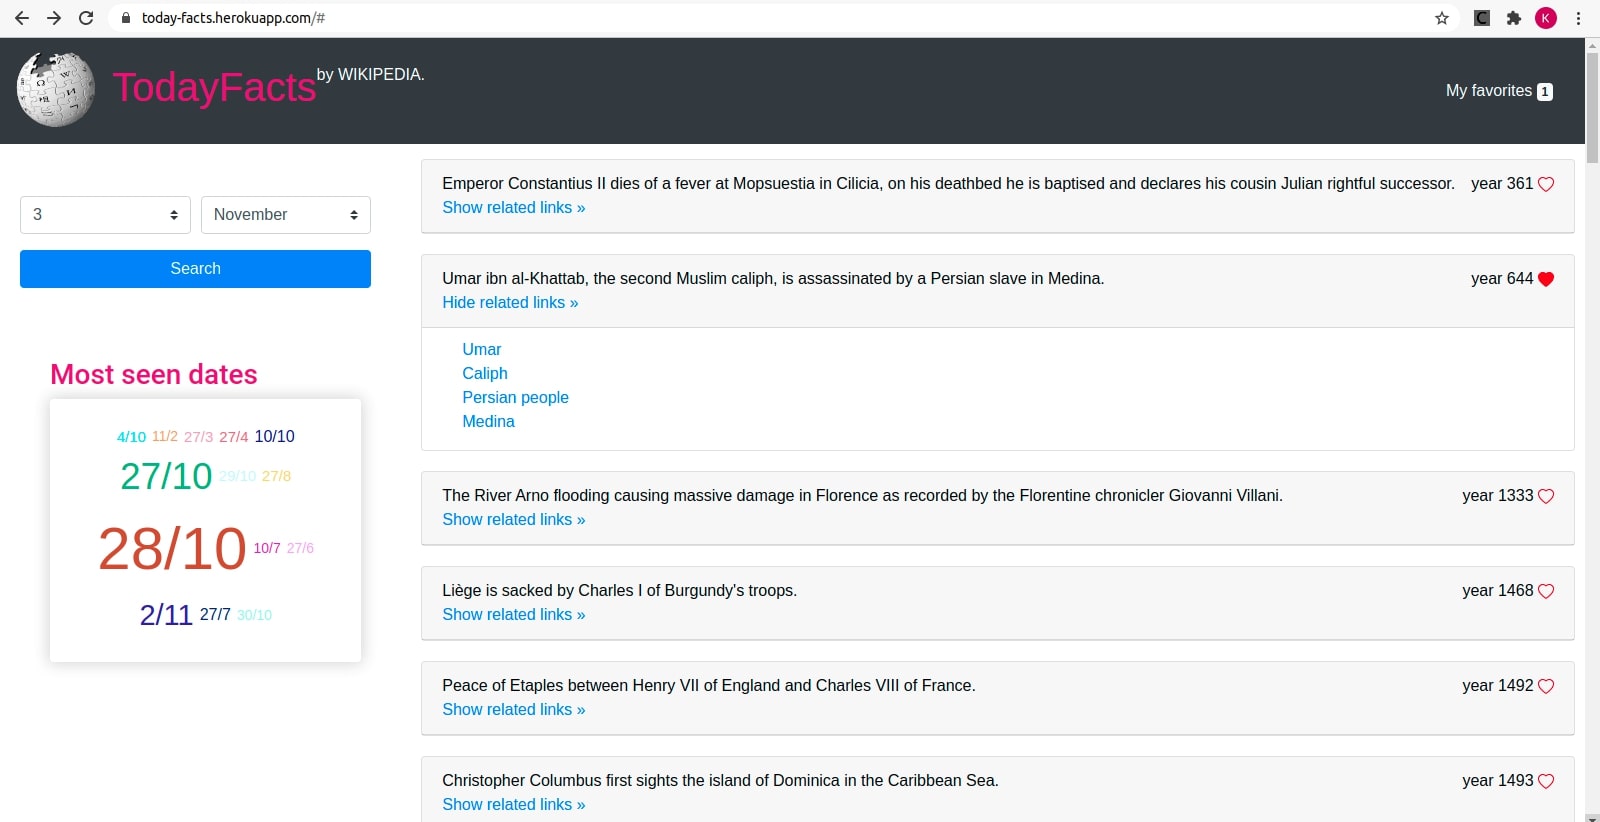 today-facts.herokuapp.com/#
C
K
TodayFacts by WIKIPEDIA.
My favorites 1
3
November
Search
Most seen dates
4/10 11/2 27/3 27/4 10/10
27/10 29/10 27/8
28/10 10/7 27/6
2/11 27/7 30/10
Emperor Constantius II dies of a fever at Mopsuestia in Cilicia, on his deathbed he is baptised and declares his cousin Julian rightful successor. year 361
Show related links »
Umar ibn al-Khattab, the second Muslim caliph, is assassinated by a Persian slave in Medina. year 644
Hide related links »
Umar
Caliph
Persian people
Medina
The River Arno flooding causing massive damage in Florence as recorded by the Florentine chronicler Giovanni Villani. year 1333
Show related links »
Liège is sacked by Charles I of Burgundy's troops. year 1468
Show related links »
Peace of Etaples between Henry VII of England and Charles VIII of France. year 1492
Show related links »
Christopher Columbus first sights the island of Dominica in the Caribbean Sea. year 1493
Show related links »